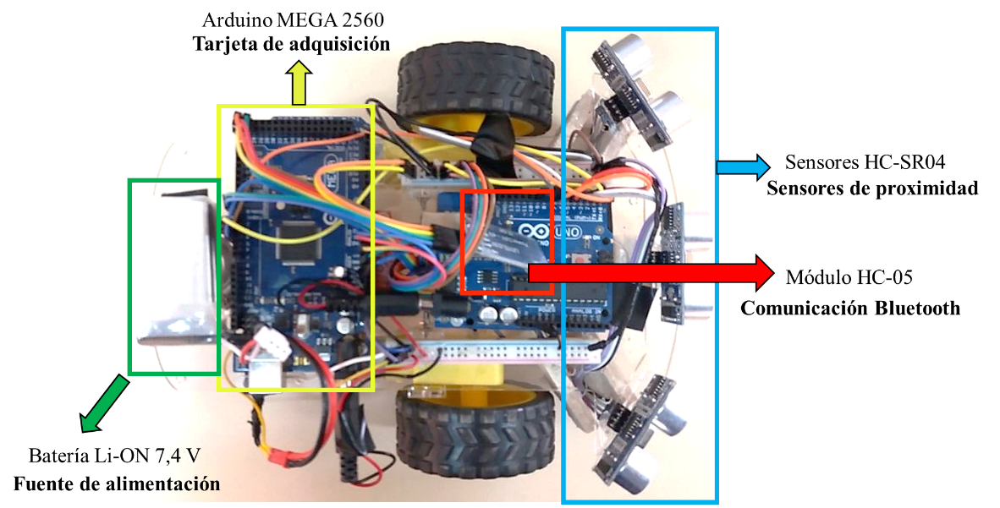 Arduino MEGA 2560
Tarjeta de adquisición
Sensores HC-SR04
Sensores de proximidad
MEGA
UNO
Módulo HC-05
Comunicación Bluetooth
Batería Li-ON 7,4 V
Fuente de alimentación